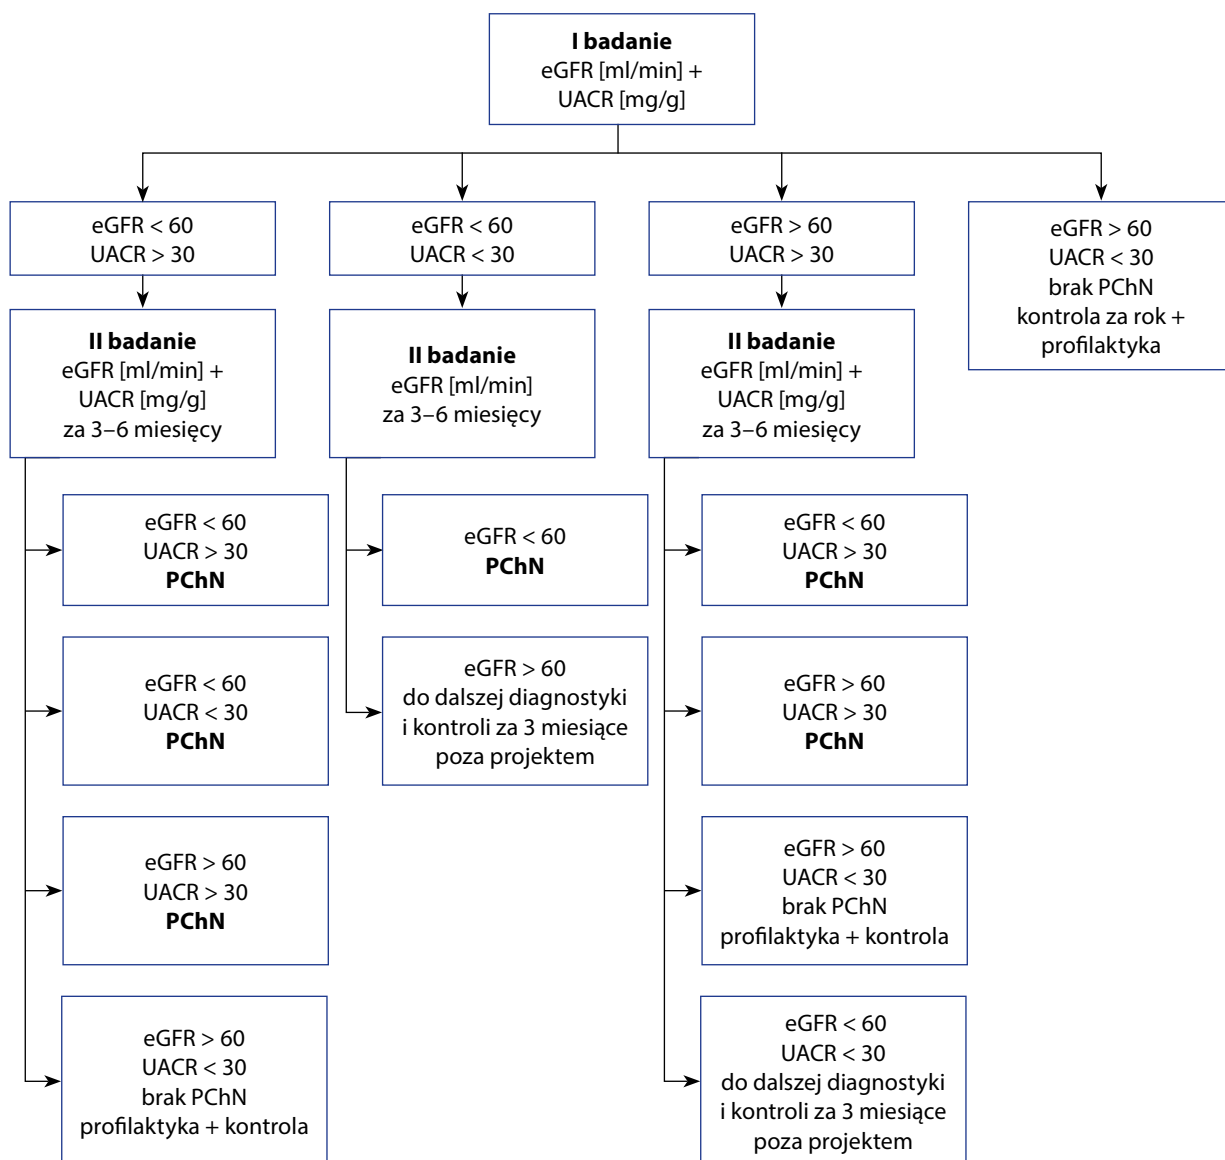 I badanie
eGFR [ml/min] +
UACR [mg/g]
eGFR < 60
UACR > 30
eGFR < 60
UACR < 30
eGFR > 60
UACR > 30
eGFR > 60
UACR < 30
brak PChN
kontrola za rok +
profilaktyka
II badanie
eGFR [ml/min] +
UACR [mg/g]
za 3–6 miesięcy
II badanie
eGFR [ml/min]
za 3–6 miesięcy
II badanie
eGFR [ml/min] +
UACR [mg/g]
za 3–6 miesięcy
eGFR < 60
UACR > 30
PChN
eGFR < 60
UACR < 30
PChN
eGFR > 60
UACR > 30
PChN
eGFR > 60
UACR < 30
brak PChN
profilaktyka + kontrola
eGFR < 60
PChN
eGFR > 60
do dalszej diagnostyki
i kontroli za 3 miesiące
poza projektem
eGFR < 60
UACR > 30
PChN
eGFR > 60
UACR > 30
PChN
eGFR > 60
UACR < 30
brak PChN
profilaktyka + kontrola
eGFR < 60
UACR < 30
do dalszej diagnostyki
i kontroli za 3 miesiące
poza projektem